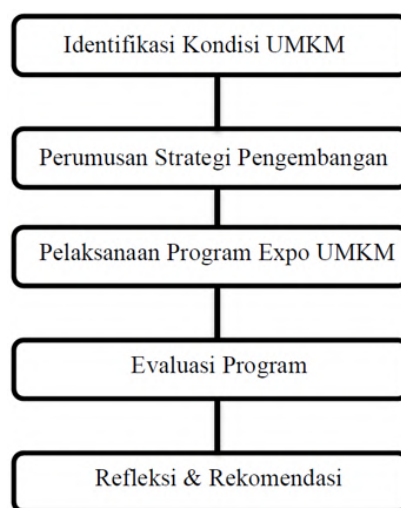 Identifikasi Kondisi UMKM
Perumusan Strategi Pengembangan
Pelaksanaan Program Expo UMKM
Evaluasi Program
Refleksi & Rekomendasi